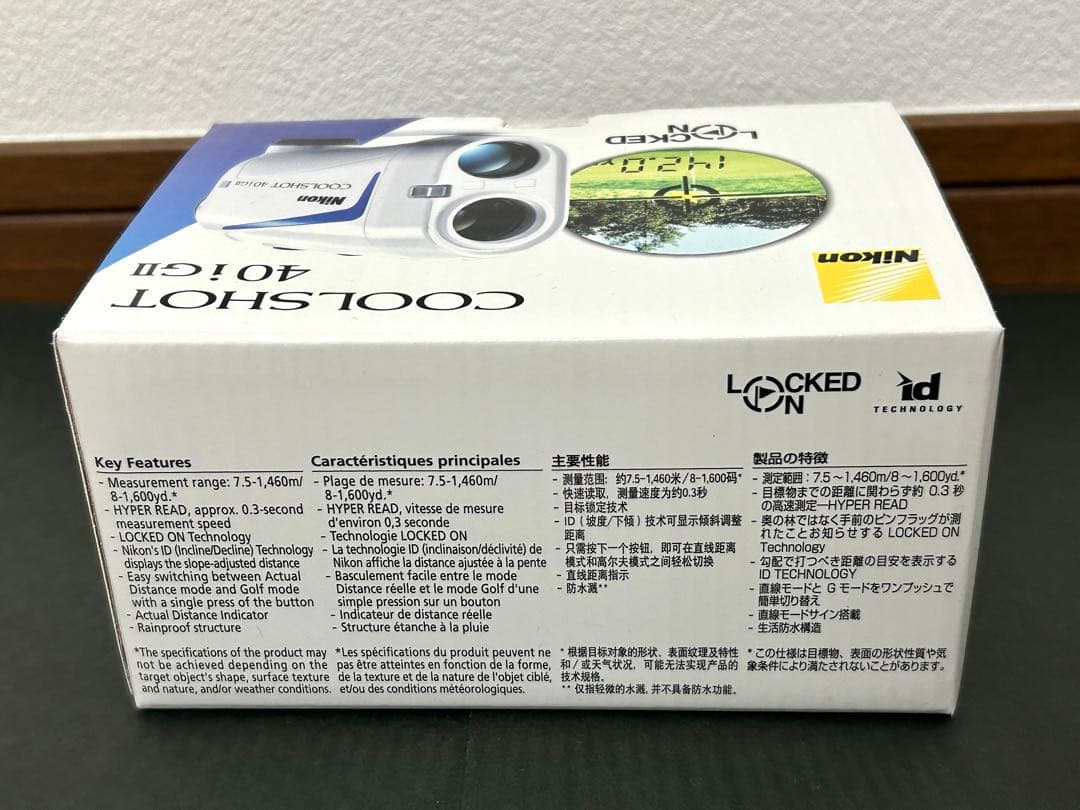 LOCKED
ON
142.0y
Nikon
COOLSHOT 40iGII
Nikon
COOLSHOT
40iGII
LOCKED
ON
iD
TECHNOLOGY
Key Features
- Measurement range: 7.5-1,460m/
8-1,600yd.*
- HYPER READ, approx. 0.3-second
measurement speed
- LOCKED ON Technology
- Nikon's ID (Incline/Decline) Technology
displays the slope-adjusted distance
- Easy switching between Actual
Distance mode and Golf mode
with a single press of the button
- Actual Distance Indicator
- Rainproof structure
*The specifications of the product may
not be achieved depending on the
target object's shape, surface texture
and nature, and/or weather conditions.
Caractéristiques principales
- Plage de mesure: 7.5-1,460m/
8-1,600yd.*
- HYPER READ, vitesse de mesure
d'environ 0,3 seconde
- Technologie LOCKED ON
- La technologie ID (inclinaison/déclivité) de
Nikon affiche la distance ajustée à la pente
- Basculement facile entre le mode
Distance réelle et le mode Golf d'une
simple pression sur un bouton
- Indicateur de distance réelle
- Structure étanche à la pluie
*Les spécifications du produit peuvent ne
pas être atteintes en fonction de la forme,
de la texture et de la nature de l'objet ciblé,
et/ou des conditions météorologiques.
主要性能
- 测量范围: 约7.5-1,460米/8-1,600码*
- 快速读取, 测量速度为约0.3秒
- 目标锁定技术
- ID (坡度/下倾) 技术可显示倾斜调整
距离
- 只需按下一个按钮, 即可在直线距离
模式和高尔夫模式之间轻松切换
- 直线距离指示
- 防水溅**
* 根据目标对象的形状、表面纹理及特性
和/或天气状况, 可能无法实现产品的
技术规格。
** 仅指轻微的水溅, 并不具备防水功能。
製品の特徴
- 測定範囲: 7.5～1,460m/8～1,600yd.*
- 目標物までの距離に関わらず約 0.3 秒
の高速測定—HYPER READ
- 奥の林ではなく手前のピンフラッグが測
れたことお知らせする LOCKED ON
Technology
- 勾配で打つべき距離の目安を表示する
ID TECHNOLOGY
- 直線モードと G モードをワンプッシュで
簡単切り替え
- 直線モードサイン搭載
- 生活防水構造
* この仕様は目標物、表面の形状性質や気
象条件により満たされないことがあります。